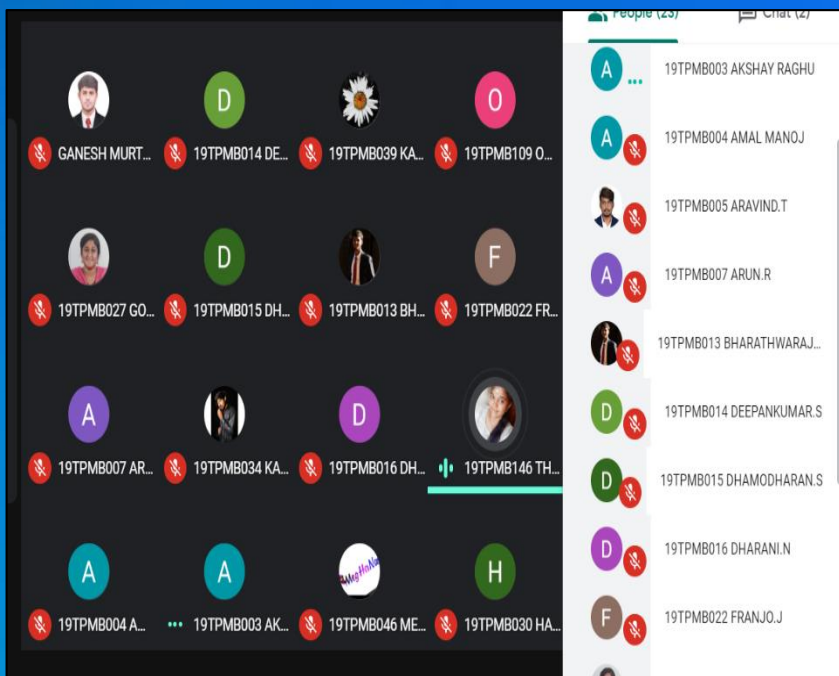 People (23)
Chat (2)
GANESH MURT...
D
19TPMB014 DE...
19TPMB039 KA...
O
19TPMB109 O...
19TPMB027 GO...
D
19TPMB015 DH...
19TPMB013 BH...
F
19TPMB022 FR...
A
19TPMB007 AR...
19TPMB034 KA...
D
19TPMB016 DH...
19TPMB146 TH...
A
19TPMB004 A...
A
19TPMB003 AK...
MegHaNa
19TPMB046 ME...
H
19TPMB030 HA...
A
19TPMB003 AKSHAY RAGHU
A
19TPMB004 AMAL MANOJ
19TPMB005 ARAVIND.T
A
19TPMB007 ARUN.R
19TPMB013 BHARATHWARAJ...
D
19TPMB014 DEEPANKUMAR.S
D
19TPMB015 DHAMODHARAN.S
D
19TPMB016 DHARANI.N
F
19TPMB022 FRANJO.J